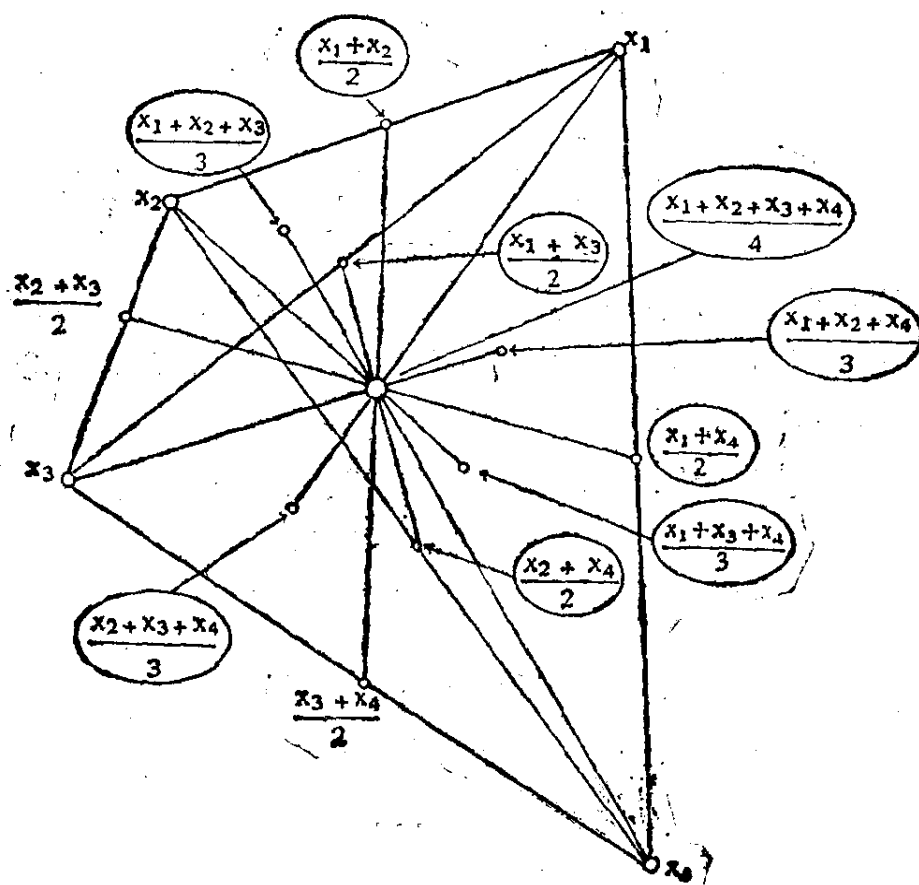 x1
x1 + x2
2
x1 + x2 + x3
3
x2
x1 + x2 + x3 + x4
4
x1 + x3
2
x2 + x3
2
x1 + x2 + x4
3
x1 + x4
2
x3
x1 + x3 + x4
3
x2 + x4
2
x2 + x3 + x4
3
x3 + x4
2